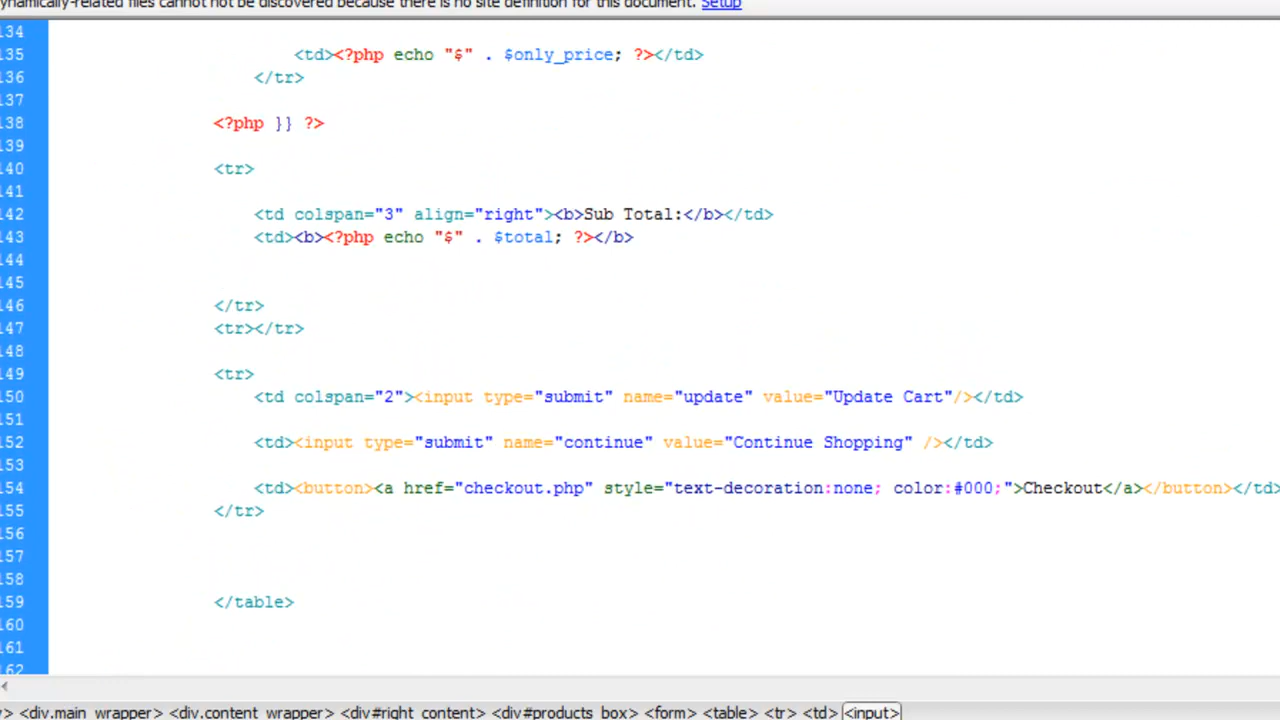 ynamically-related files cannot not be discovered because there is no site definition for this document. Setup
134
135 <td><?php echo "$" . $only_price; ?></td>
136 </tr>
137
138 <?php }} ?>
139
140 <tr>
141
142 <td colspan="3" align="right"><b>Sub Total:</b></td>
143 <td><b><?php echo "$" . $total; ?></b>
144
145
146 </tr>
147 <tr></tr>
148
149 <tr>
150 <td colspan="2"><input type="submit" name="update" value="Update Cart"/></td>
151
152 <td><input type="submit" name="continue" value="Continue Shopping" /></td>
153
154 <td><button><a href="checkout.php" style="text-decoration:none; color:#000;">Checkout</a></button></td>
155 </tr>
156
157
158
159 </table>
160
161
162
> <div.main_wrapper> <div.content_wrapper> <div#right_content> <div#products_box> <form> <table> <tr> <td> <input>